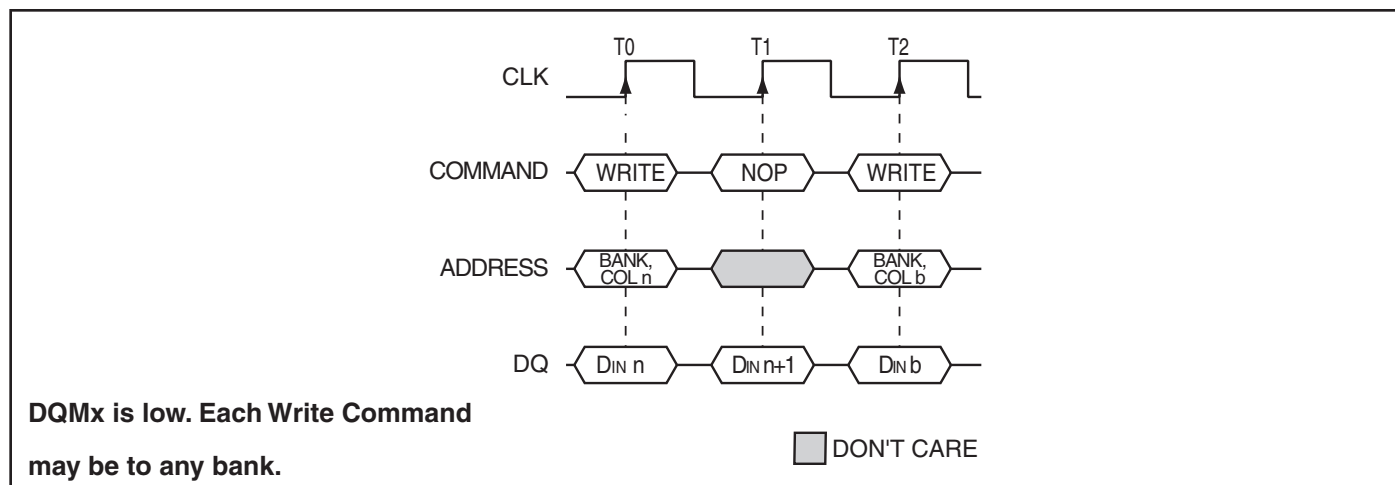 T0 T1 T2
CLK
COMMAND WRITE NOP WRITE
ADDRESS BANK, COL n BANK, COL b
DQ DIN n DIN n+1 DIN b
DQMx is low. Each Write Command
may be to any bank.
DON'T CARE